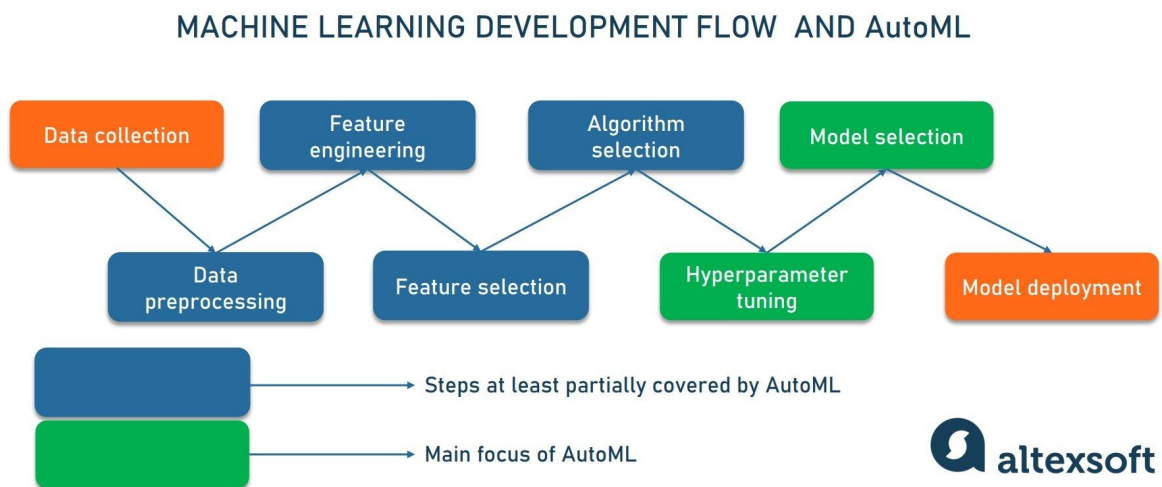 MACHINE LEARNING DEVELOPMENT FLOW AND AutoML
Data collection
Data
preprocessing
Feature
engineering
Feature selection
Algorithm
selection
Hyperparameter
tuning
Model selection
Model deployment
Steps at least partially covered by AutoML
Main focus of AutoML
altexsoft